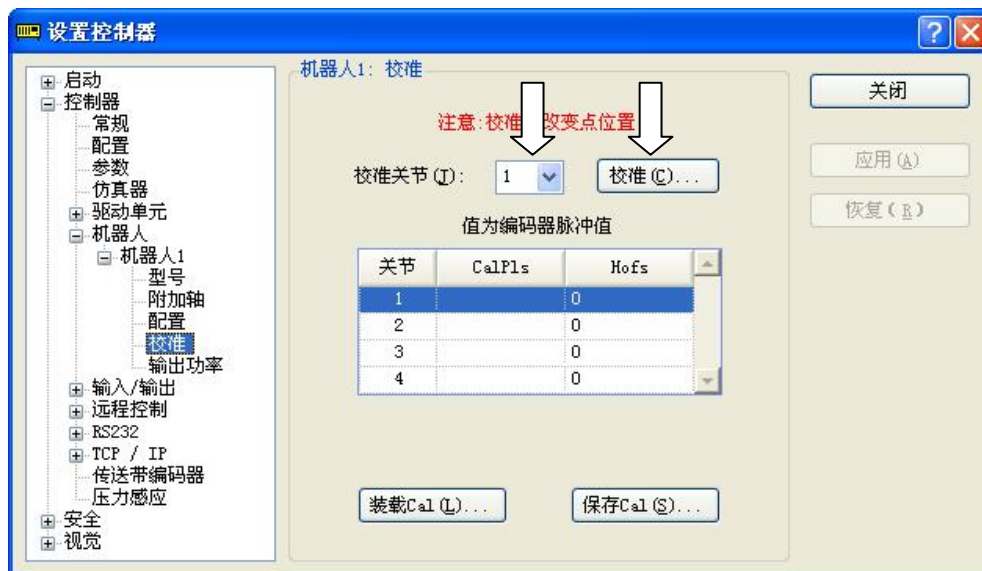 设置控制器
启动
控制器
常规
配置
参数
仿真器
驱动单元
机器人
机器人1
型号
附加轴
配置
校准
输出功率
输入/输出
远程控制
RS232
TCP / IP
传送带编码器
压力感应
安全
视觉
机器人1: 校准
注意:校准 改变点位置
校准关节(J): 1 校准(C)...
值为编码器脉冲值
关节 CalPls Hofs
1 0
2 0
3 0
4 0
装载Cal(L)... 保存Cal(S)...
关闭
应用(A)
恢复(R)